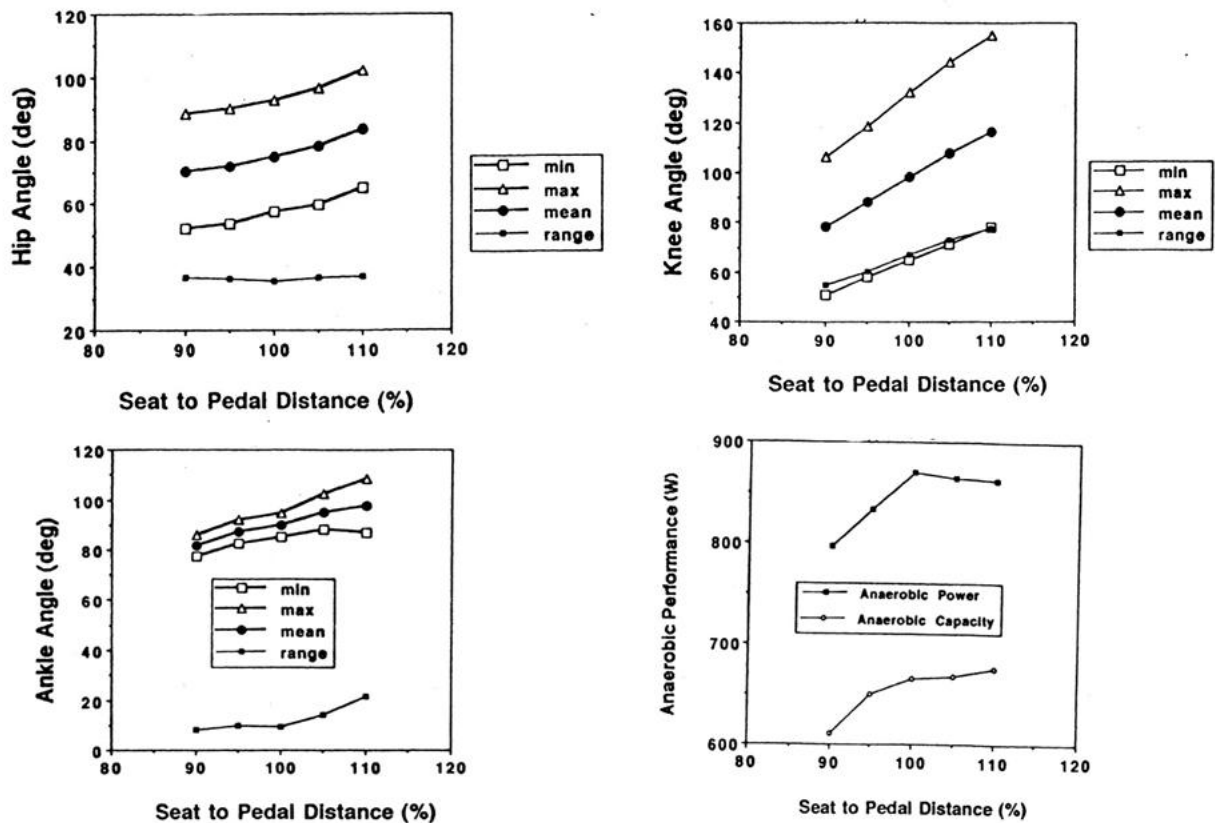 Hip Angle (deg)
120
100
80
60
40
20
80 90 100 110 120
Seat to Pedal Distance (%)
min
max
mean
range
Knee Angle (deg)
160
140
120
100
80
60
40
80 90 100 110 120
Seat to Pedal Distance (%)
min
max
mean
range
Ankle Angle (deg)
120
100
80
60
40
20
0
80 90 100 110 120
Seat to Pedal Distance (%)
min
max
mean
range
Anaerobic Performance (W)
900
800
700
600
80 90 100 110 120
Seat to Pedal Distance (%)
Anaerobic Power
Anaerobic Capacity